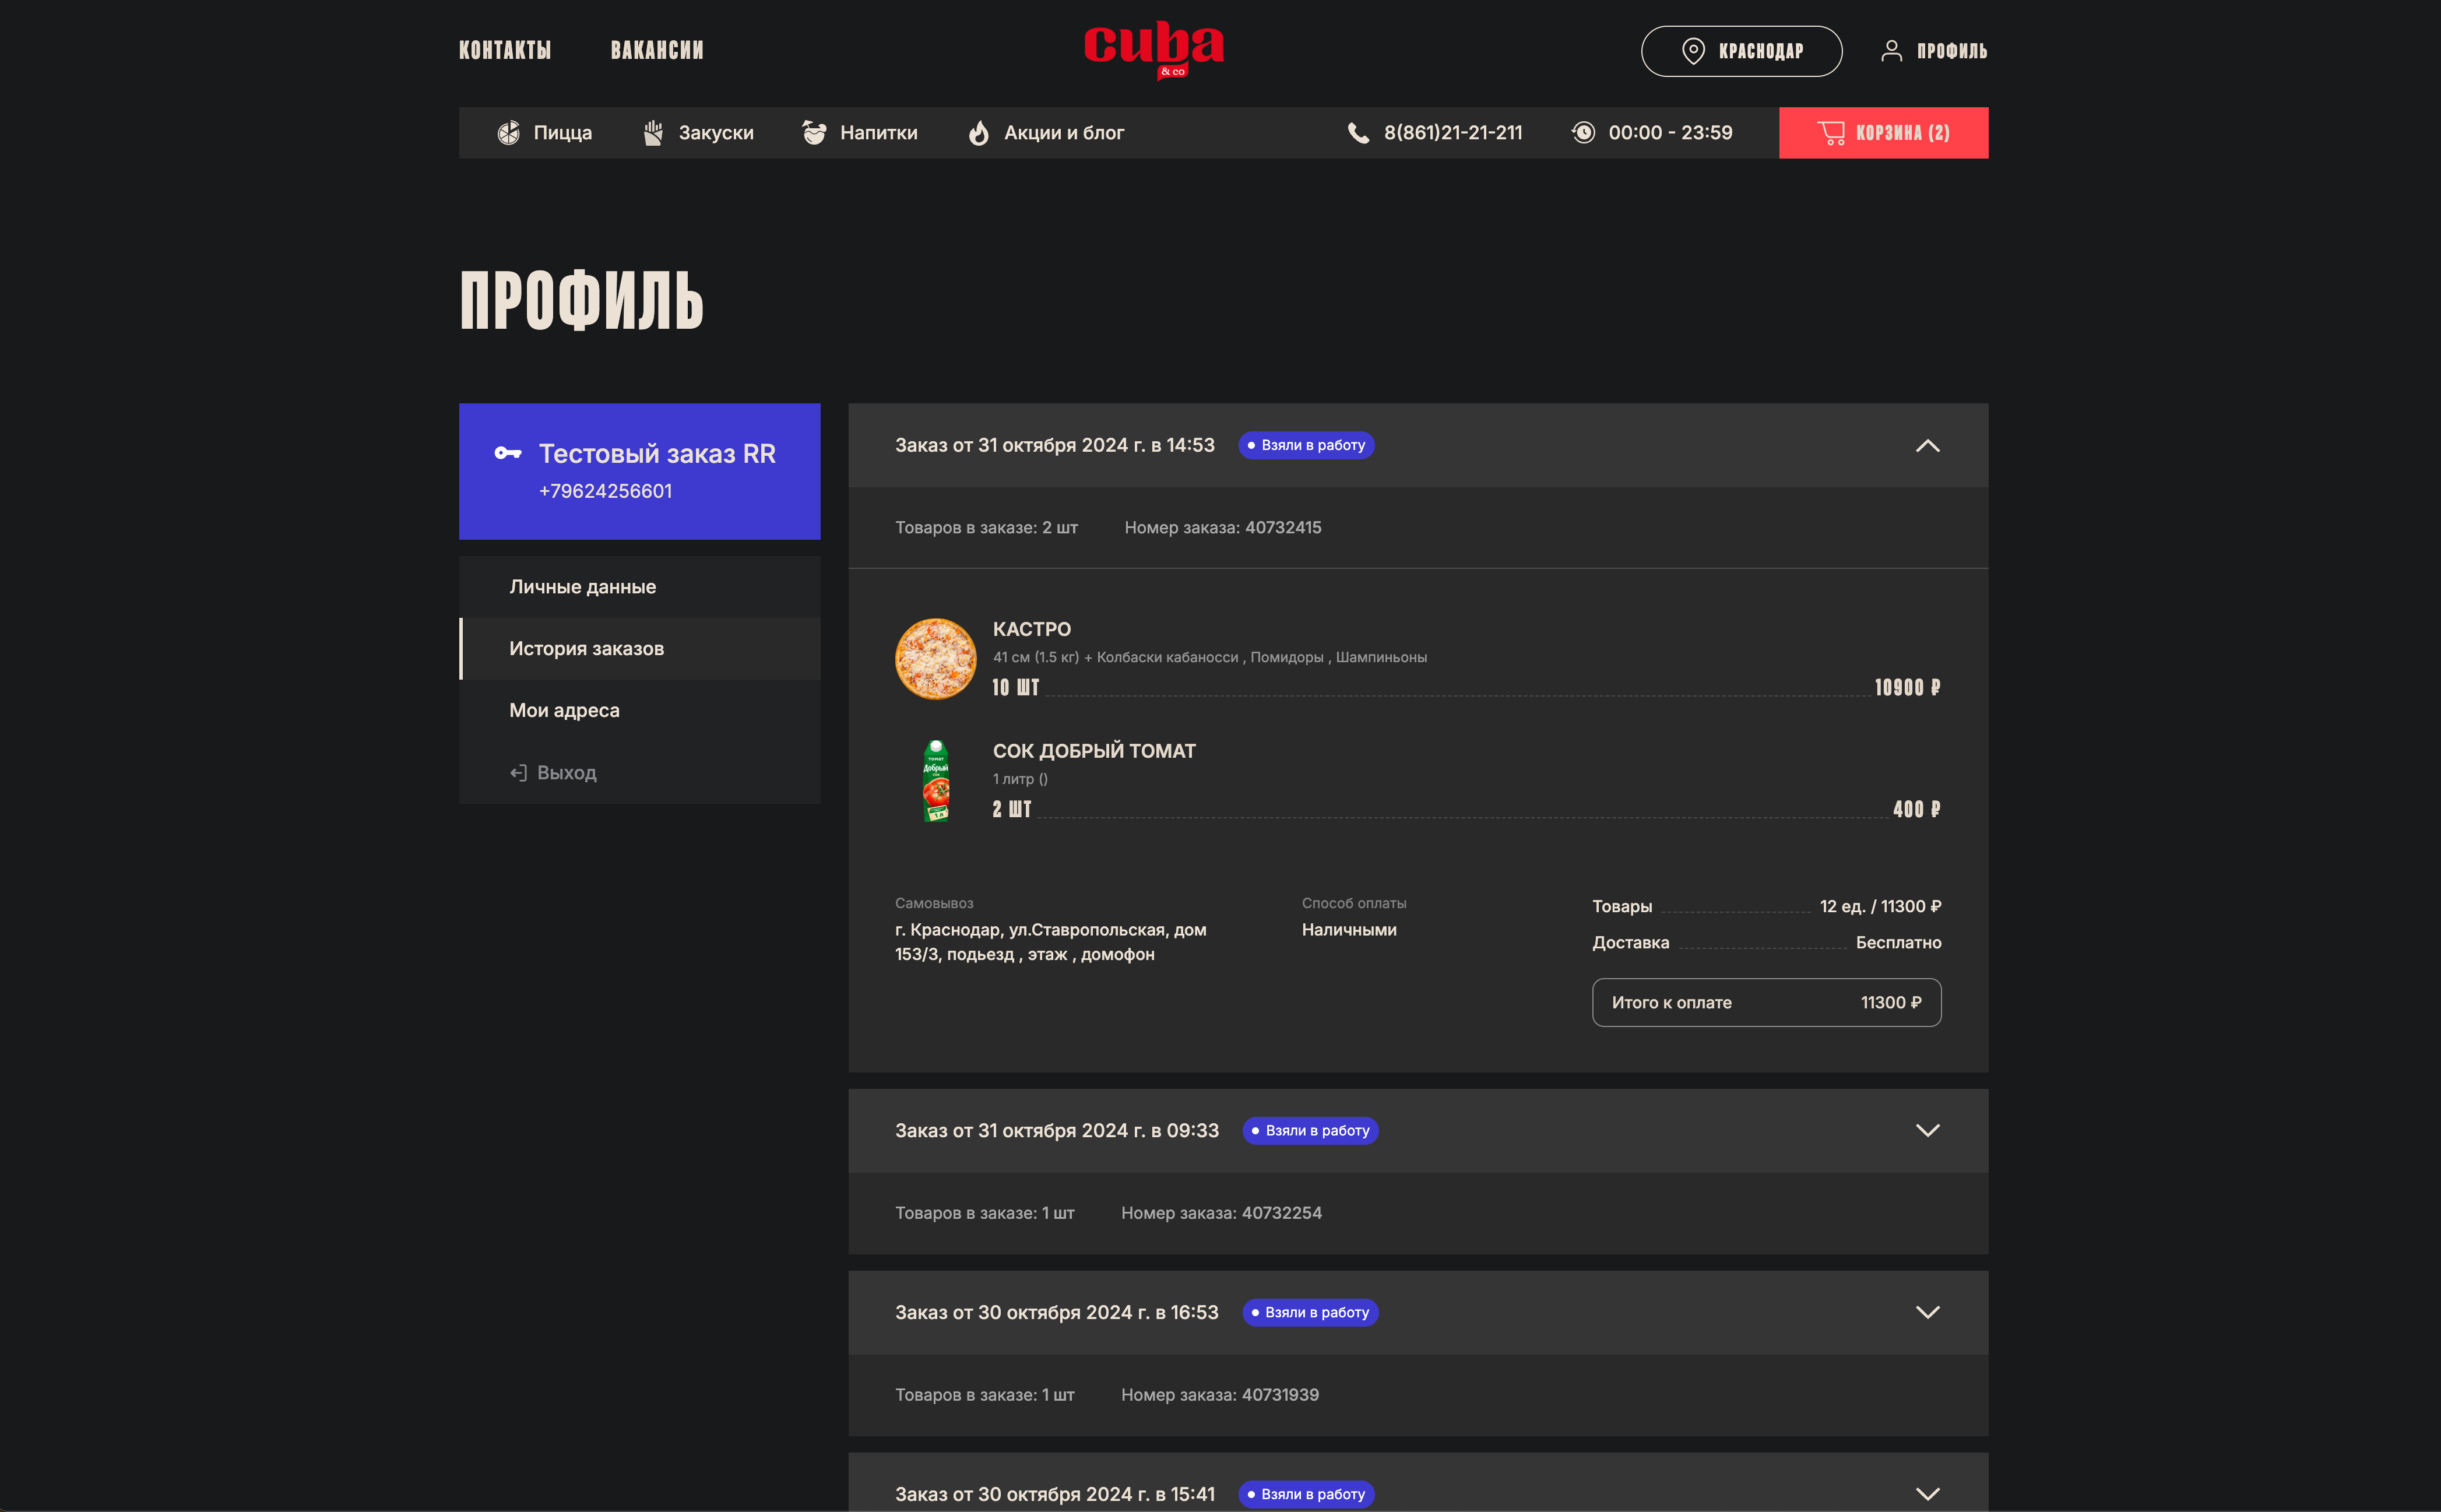 КОНТАКТЫ
ВАКАНСИИ
cuba
& co
КРАСНОДАР
ПРОФИЛЬ
Пицца
Закуски
Напитки
Акции и блог
8(861)21-21-211
00:00 - 23:59
КОРЗИНА (2)
ПРОФИЛЬ
Тестовый заказ RR
+79624256601
Личные данные
История заказов
Мои адреса
Выход
Заказ от 31 октября 2024 г. в 14:53
Взяли в работу
Товаров в заказе: 2 шт
Номер заказа: 40732415
КАСТРО
41 см (1.5 кг) + Колбаски кабаносси , Помидоры , Шампиньоны
10 ШТ
10900 ₽
томат
Добрый
сок
1 л
СОК ДОБРЫЙ ТОМАТ
1 литр ()
2 ШТ
400 ₽
Самовывоз
г. Краснодар, ул.Ставропольская, дом
153/3, подьезд , этаж , домофон
Способ оплаты
Наличными
Товары
12 ед. / 11300 ₽
Доставка
Бесплатно
Итого к оплате
11300 ₽
Заказ от 31 октября 2024 г. в 09:33
Взяли в работу
Товаров в заказе: 1 шт
Номер заказа: 40732254
Заказ от 30 октября 2024 г. в 16:53
Взяли в работу
Товаров в заказе: 1 шт
Номер заказа: 40731939
Заказ от 30 октября 2024 г. в 15:41
Взяли в работу